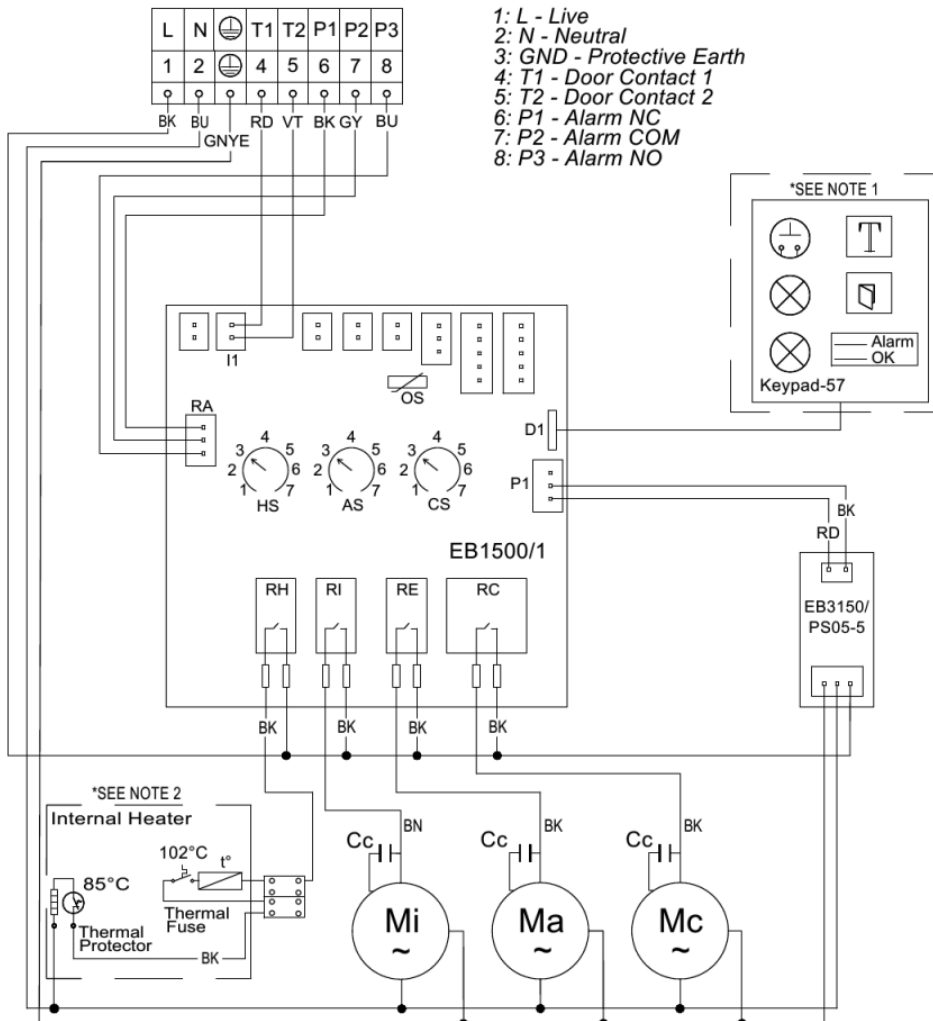 L N T1 T2 P1 P2 P3
1 2 4 5 6 7 8
BK BU GNYE RD VT BK GY BU
1: L - Live
2: N - Neutral
3: GND - Protective Earth
4: T1 - Door Contact 1
5: T2 - Door Contact 2
6: P1 - Alarm NC
7: P2 - Alarm COM
8: P3 - Alarm NO
*SEE NOTE 1
T
Alarm
OK
Keypad-57
I1
OS
RA
D1
P1
1 2 3 4 5 6 7
HS
1 2 3 4 5 6 7
AS
1 2 3 4 5 6 7
CS
EB1500/1
RD BK
EB3150/
PS05-5
RH RI RE RC
BK BK BK BK
*SEE NOTE 2
Internal Heater
102°C
t°
85°C
Thermal
Fuse
Thermal
Protector
BK
Cc BN
Mi
~
Cc BK
Ma
~
Cc BK
Mc
~